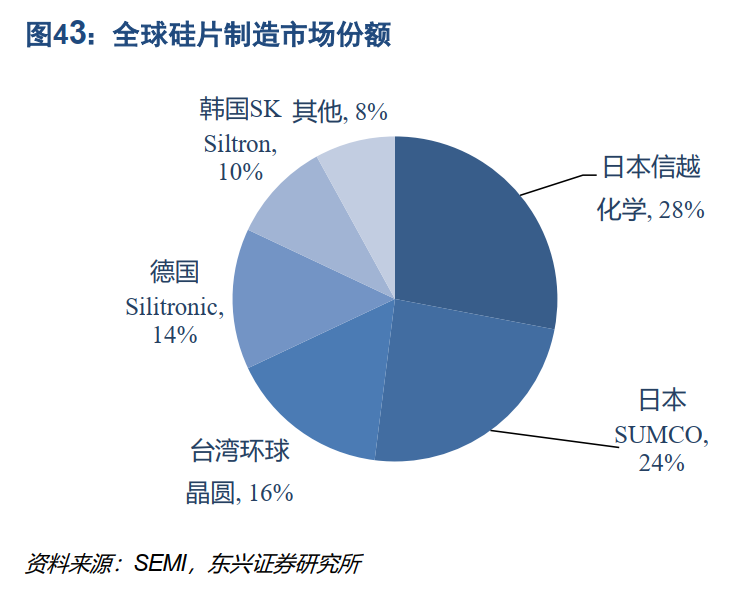 图43：全球硅片制造市场份额
韩国SK
Siltron,
10%
其他, 8%
日本信越
化学, 28%
德国
Silitronic,
14%
日本
SUMCO,
24%
台湾环球
晶圆, 16%
资料来源：SEMI，东兴证券研究所